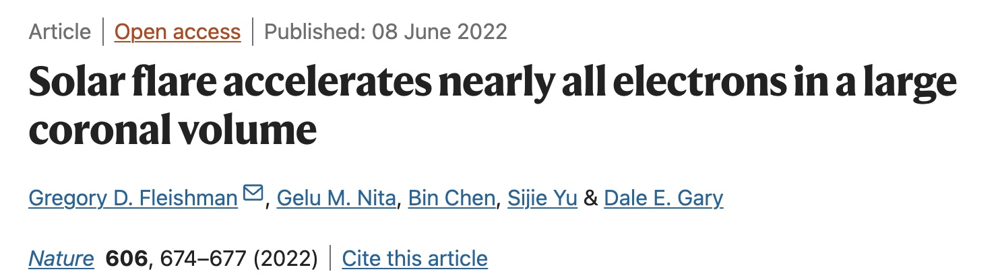 Article | Open access | Published: 08 June 2022
Solar flare accelerates nearly all electrons in a large
coronal volume
Gregory D. Fleishman, Gelu M. Nita, Bin Chen, Sijie Yu & Dale E. Gary
Nature 606, 674–677 (2022) | Cite this article